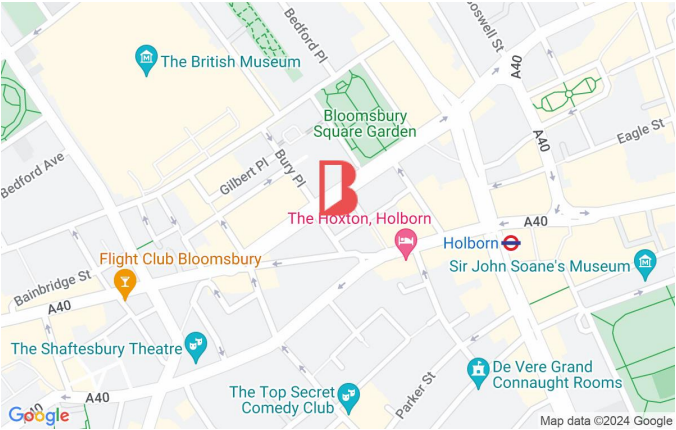 Bedford Pl
Boswell St
A40
The British Museum
Bloomsbury
Square Garden
Eagle St
A40
Bedford Ave
Gilbert Pl
Bury Pl
B
The Hoxton, Holborn
A40
Holborn
Flight Club Bloomsbury
Sir John Soane's Museum
Bainbridge St
A40
The Shaftesbury Theatre
De Vere Grand
Connaught Rooms
The Top Secret
Comedy Club
Parker St
A40
Google
Map data ©2024 Google